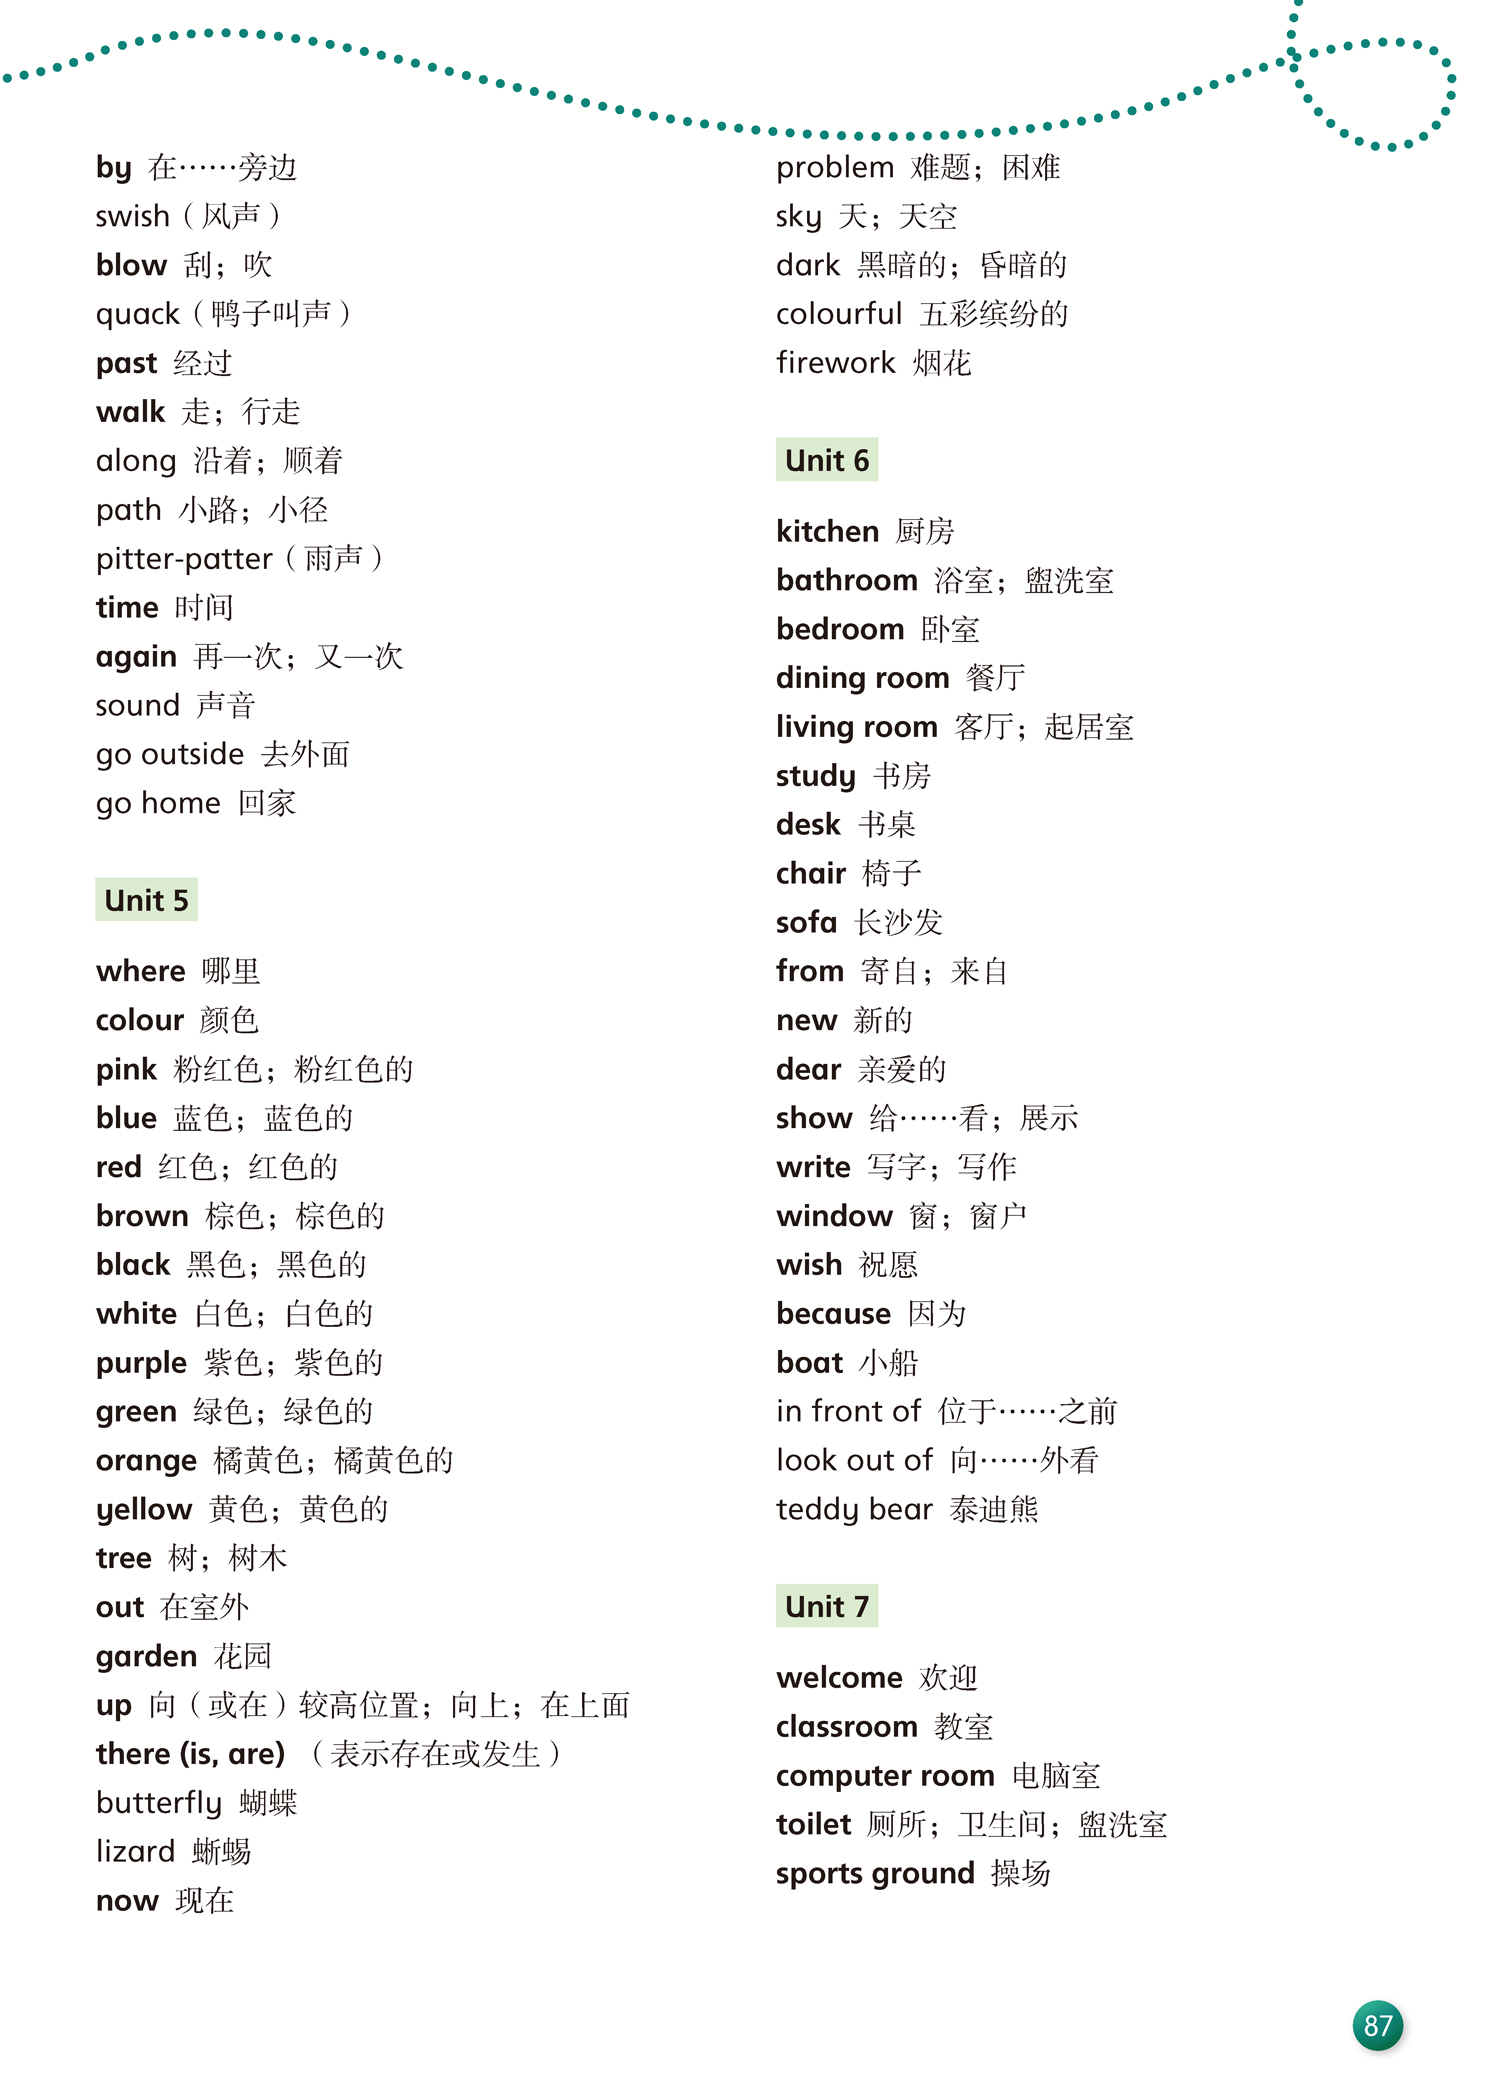 by 在……旁边
swish（风声）
blow 刮；吹
quack（鸭子叫声）
past 经过
walk 走；行走
along 沿着；顺着
path 小路；小径
pitter-patter（雨声）
time 时间
again 再一次；又一次
sound 声音
go outside 去外面
go home 回家
Unit 5
where 哪里
colour 颜色
pink 粉红色；粉红色的
blue 蓝色；蓝色的
red 红色；红色的
brown 棕色；棕色的
black 黑色；黑色的
white 白色；白色的
purple 紫色；紫色的
green 绿色；绿色的
orange 橘黄色；橘黄色的
yellow 黄色；黄色的
tree 树；树木
out 在室外
garden 花园
up 向（或在）较高位置；向上；在上面
there (is, are) （表示存在或发生）
butterfly 蝴蝶
lizard 蜥蜴
now 现在
problem 难题；困难
sky 天；天空
dark 黑暗的；昏暗的
colourful 五彩缤纷的
firework 烟花
Unit 6
kitchen 厨房
bathroom 浴室；盥洗室
bedroom 卧室
dining room 餐厅
living room 客厅；起居室
study 书房
desk 书桌
chair 椅子
sofa 长沙发
from 寄自；来自
new 新的
dear 亲爱的
show 给……看；展示
write 写字；写作
window 窗；窗户
wish 祝愿
because 因为
boat 小船
in front of 位于……之前
look out of 向……外看
teddy bear 泰迪熊
Unit 7
welcome 欢迎
classroom 教室
computer room 电脑室
toilet 厕所；卫生间；盥洗室
sports ground 操场
87